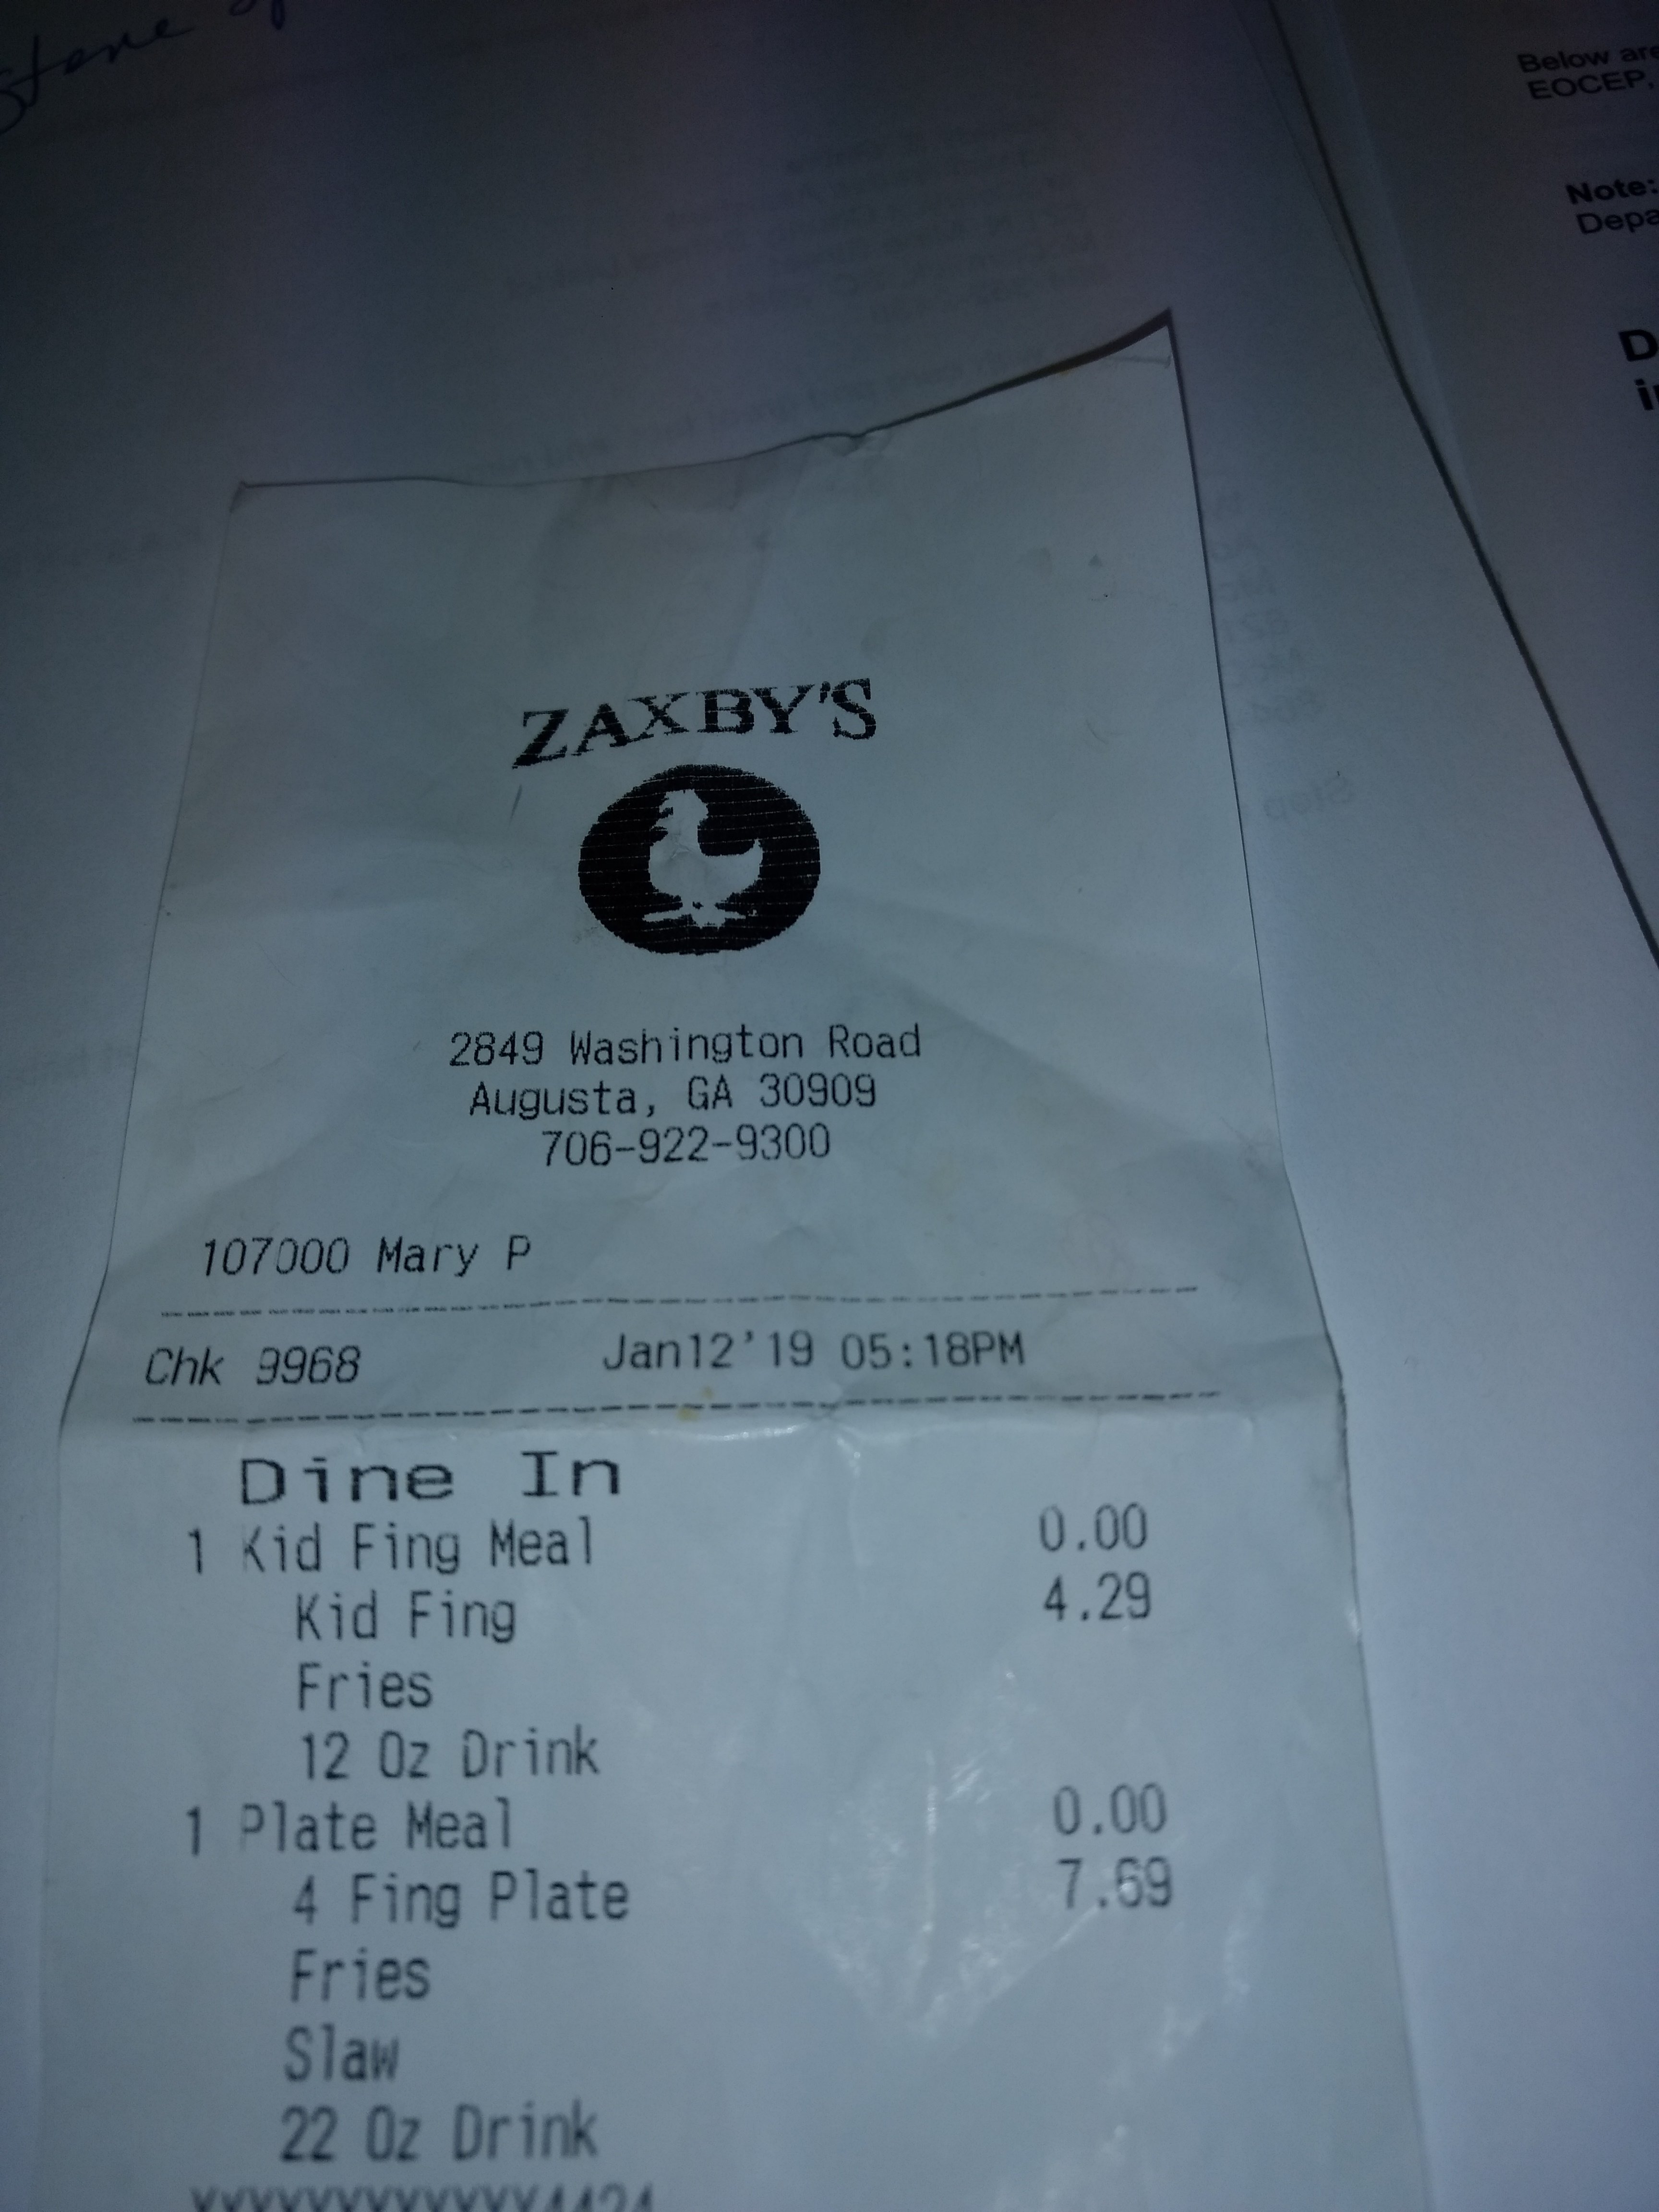 Below are
EOCEP,
Note:
Depa
D
ZAXBY'S
2849 Washington Road
Augusta, GA 30909
706-922-9300
107000 Mary P
Chk 9968 Jan12'19 05:18PM
Dine In
1 Kid Fing Meal 0.00
Kid Fing 4.29
Fries
12 Oz Drink
1 Plate Meal 0.00
4 Fing Plate 7.69
Fries
Slaw
22 Oz Drink
XXXXXXXXXXXX4424